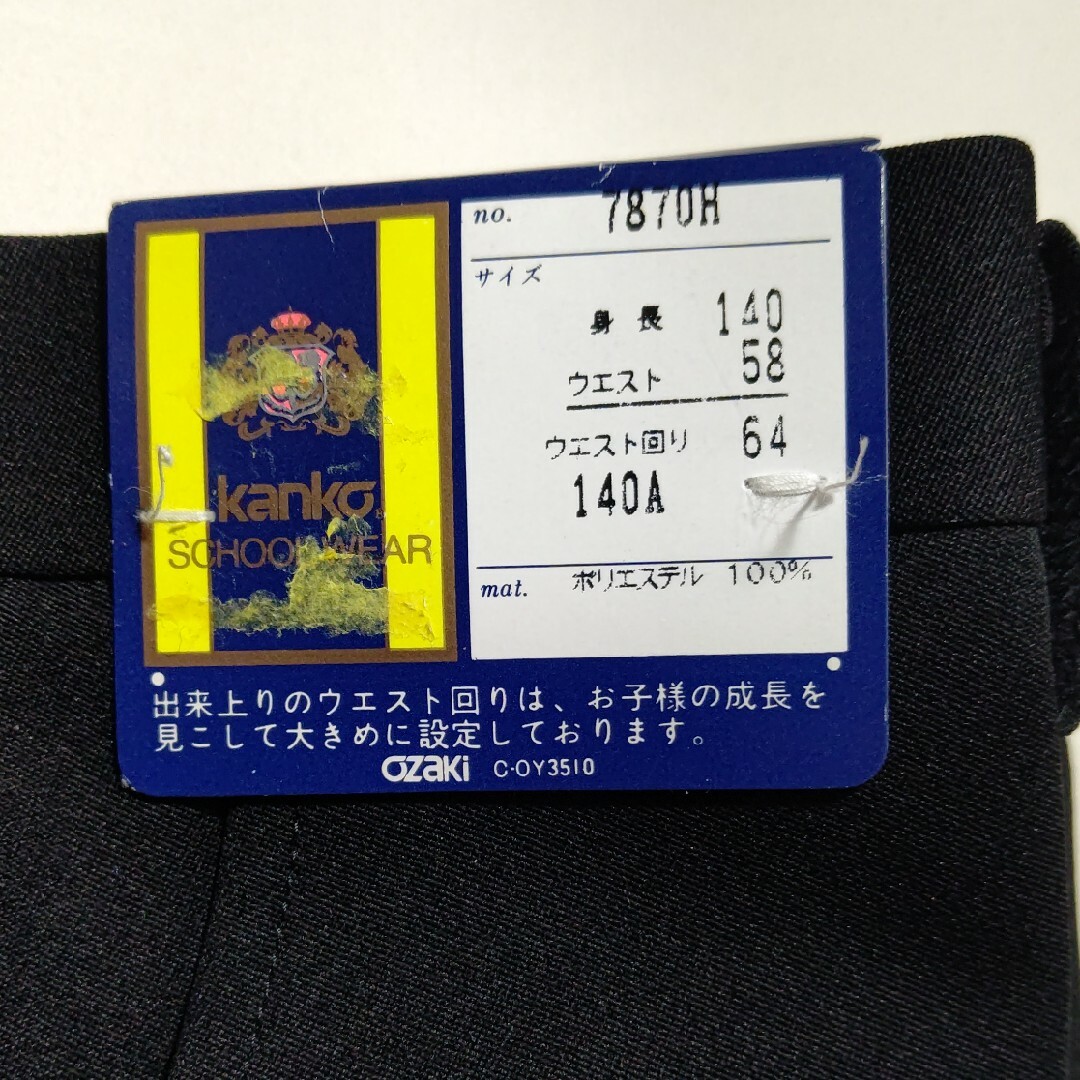 kanko
SCHOOL WEAR
no. 7870H
サイズ
身長 140
ウエスト 58
ウエスト回り 64
140A
mat. ポリエステル 100%
出来上りのウエスト回りは、お子様の成長を
見こして大きめに設定しております。
OZAKI C·OY3510